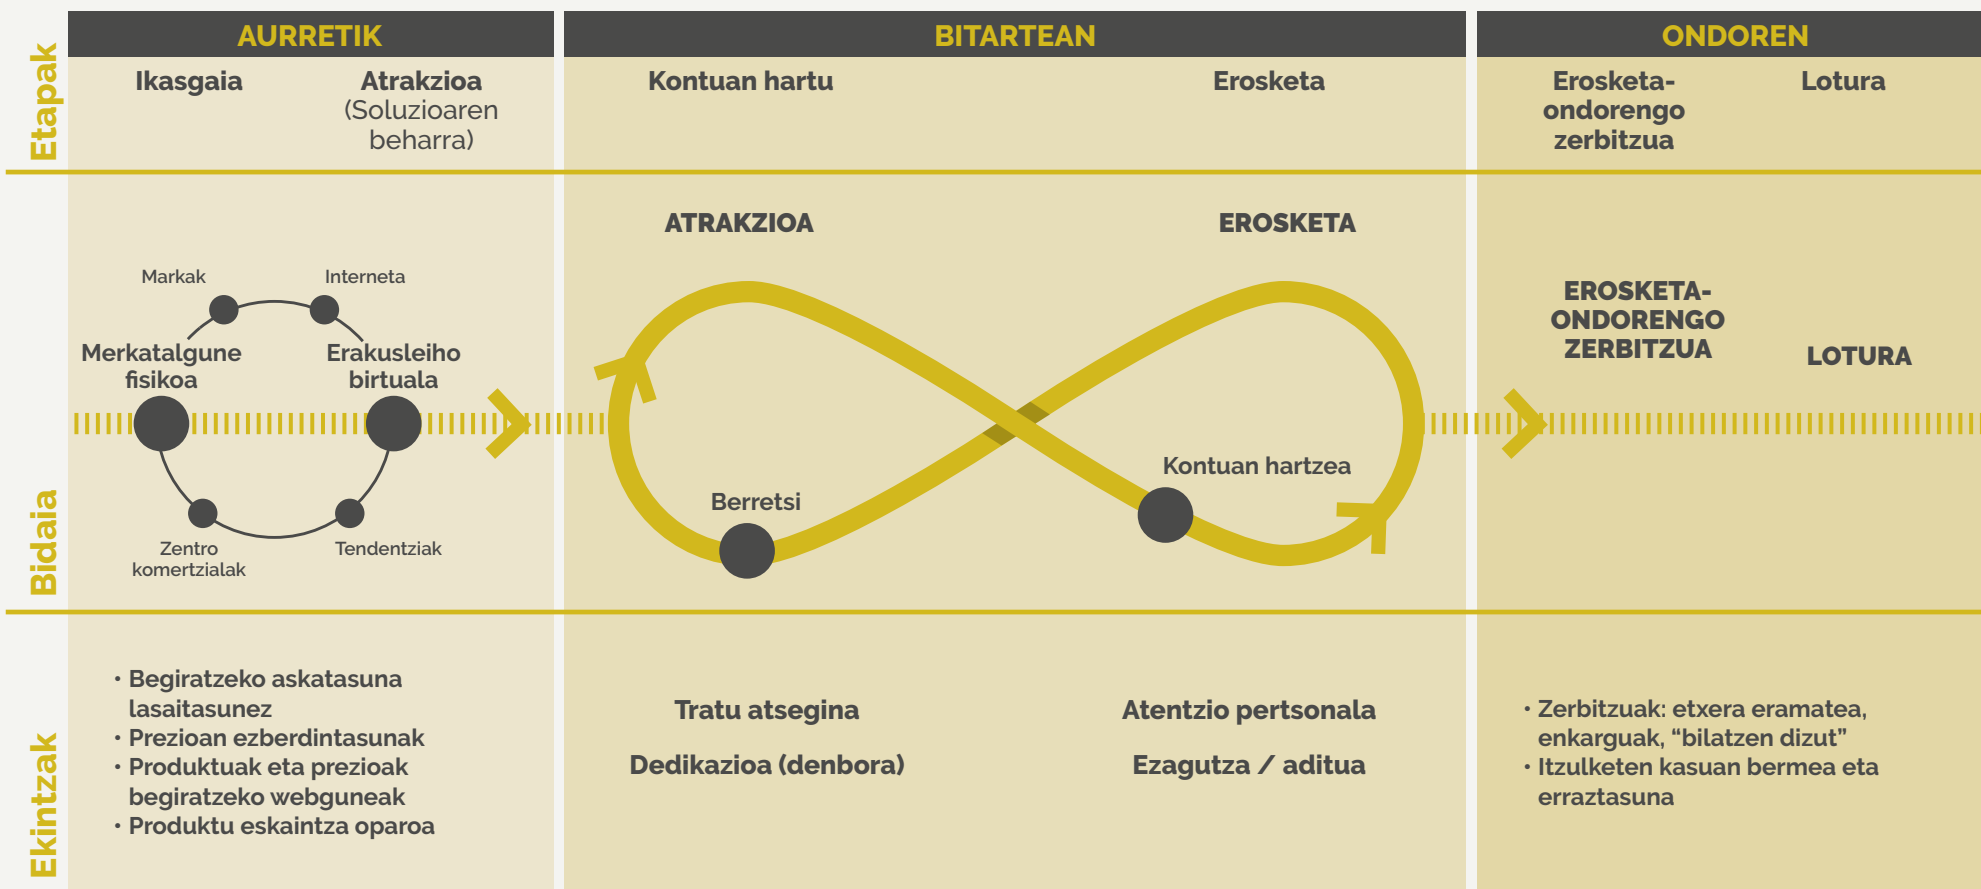 AURRETIK
BITARTEAN
ONDOREN
Etapak
Ikasgaia
Atrakzioa
(Soluzioaren
beharra)
Kontuan hartu
Erosketa
Erosketa-
ondorengo
zerbitzua
Lotura
Bidaia
Markak
Interneta
Merkatalgune
fisikoa
Erakusleiho
birtuala
Zentro
komertzialak
Tendentziak
ATRAKZIOA
EROSKETA
Berretsi
Kontuan hartzea
EROSKETA-
ONDORENGO
ZERBITZUA
LOTURA
Ekintzak
• Begiratzeko askatasuna
lasaitasunez
• Prezioan ezberdintasunak
• Produktuak eta prezioak
begiratzeko webguneak
• Produktu eskaintza oparoa
Tratu atsegina
Dedikazioa (denbora)
Atentzio pertsonala
Ezagutza / aditua
• Zerbitzuak: etxera eramatea,
enkarguak, “bilatzen dizut”
• Itzulketen kasuan bermea eta
erraztasuna